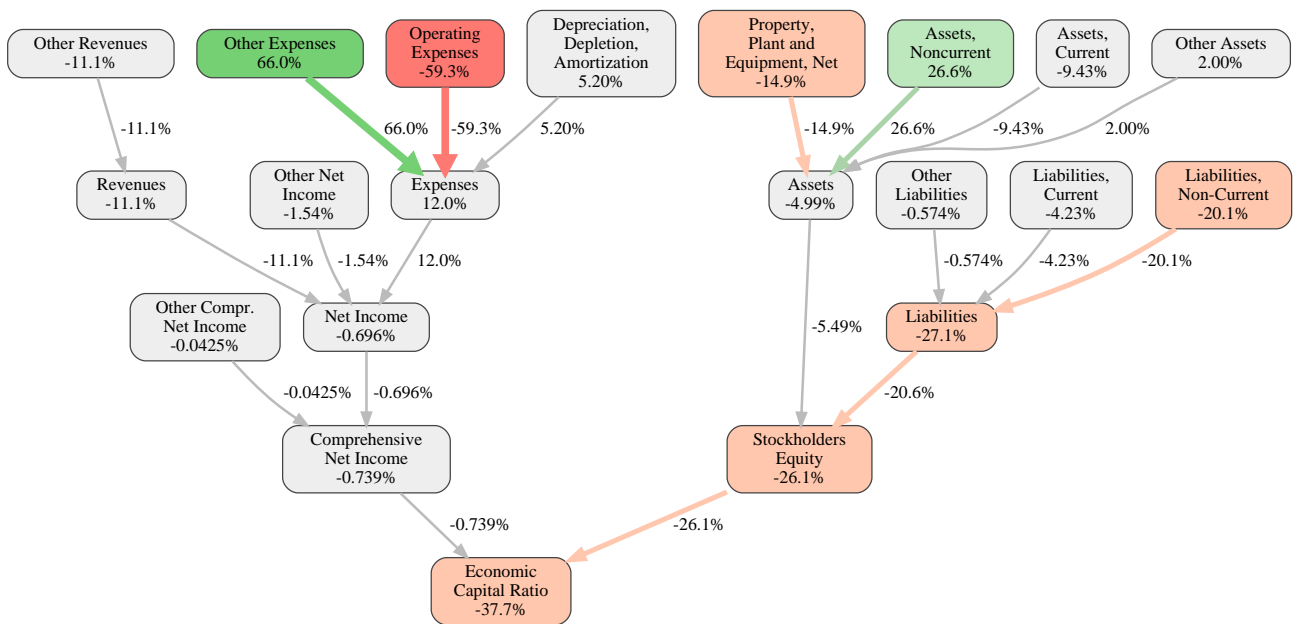 Other Revenues
-11.1%
Other Expenses
66.0%
Operating
Expenses
-59.3%
Depreciation,
Depletion,
Amortization
5.20%
Property,
Plant and
Equipment, Net
-14.9%
Assets,
Noncurrent
26.6%
Assets,
Current
-9.43%
Other Assets
2.00%
-11.1%
66.0%
-59.3%
5.20%
-14.9%
26.6%
-9.43%
2.00%
Revenues
-11.1%
Other Net
Income
-1.54%
Expenses
12.0%
Assets
-4.99%
Other
Liabilities
-0.574%
Liabilities,
Current
-4.23%
Liabilities,
Non-Current
-20.1%
-11.1%
-1.54%
12.0%
-0.574%
-4.23%
-20.1%
Other Compr.
Net Income
-0.0425%
Net Income
-0.696%
-5.49%
Liabilities
-27.1%
-0.0425%
-0.696%
-20.6%
Comprehensive
Net Income
-0.739%
Stockholders
Equity
-26.1%
-0.739%
-26.1%
Economic
Capital Ratio
-37.7%